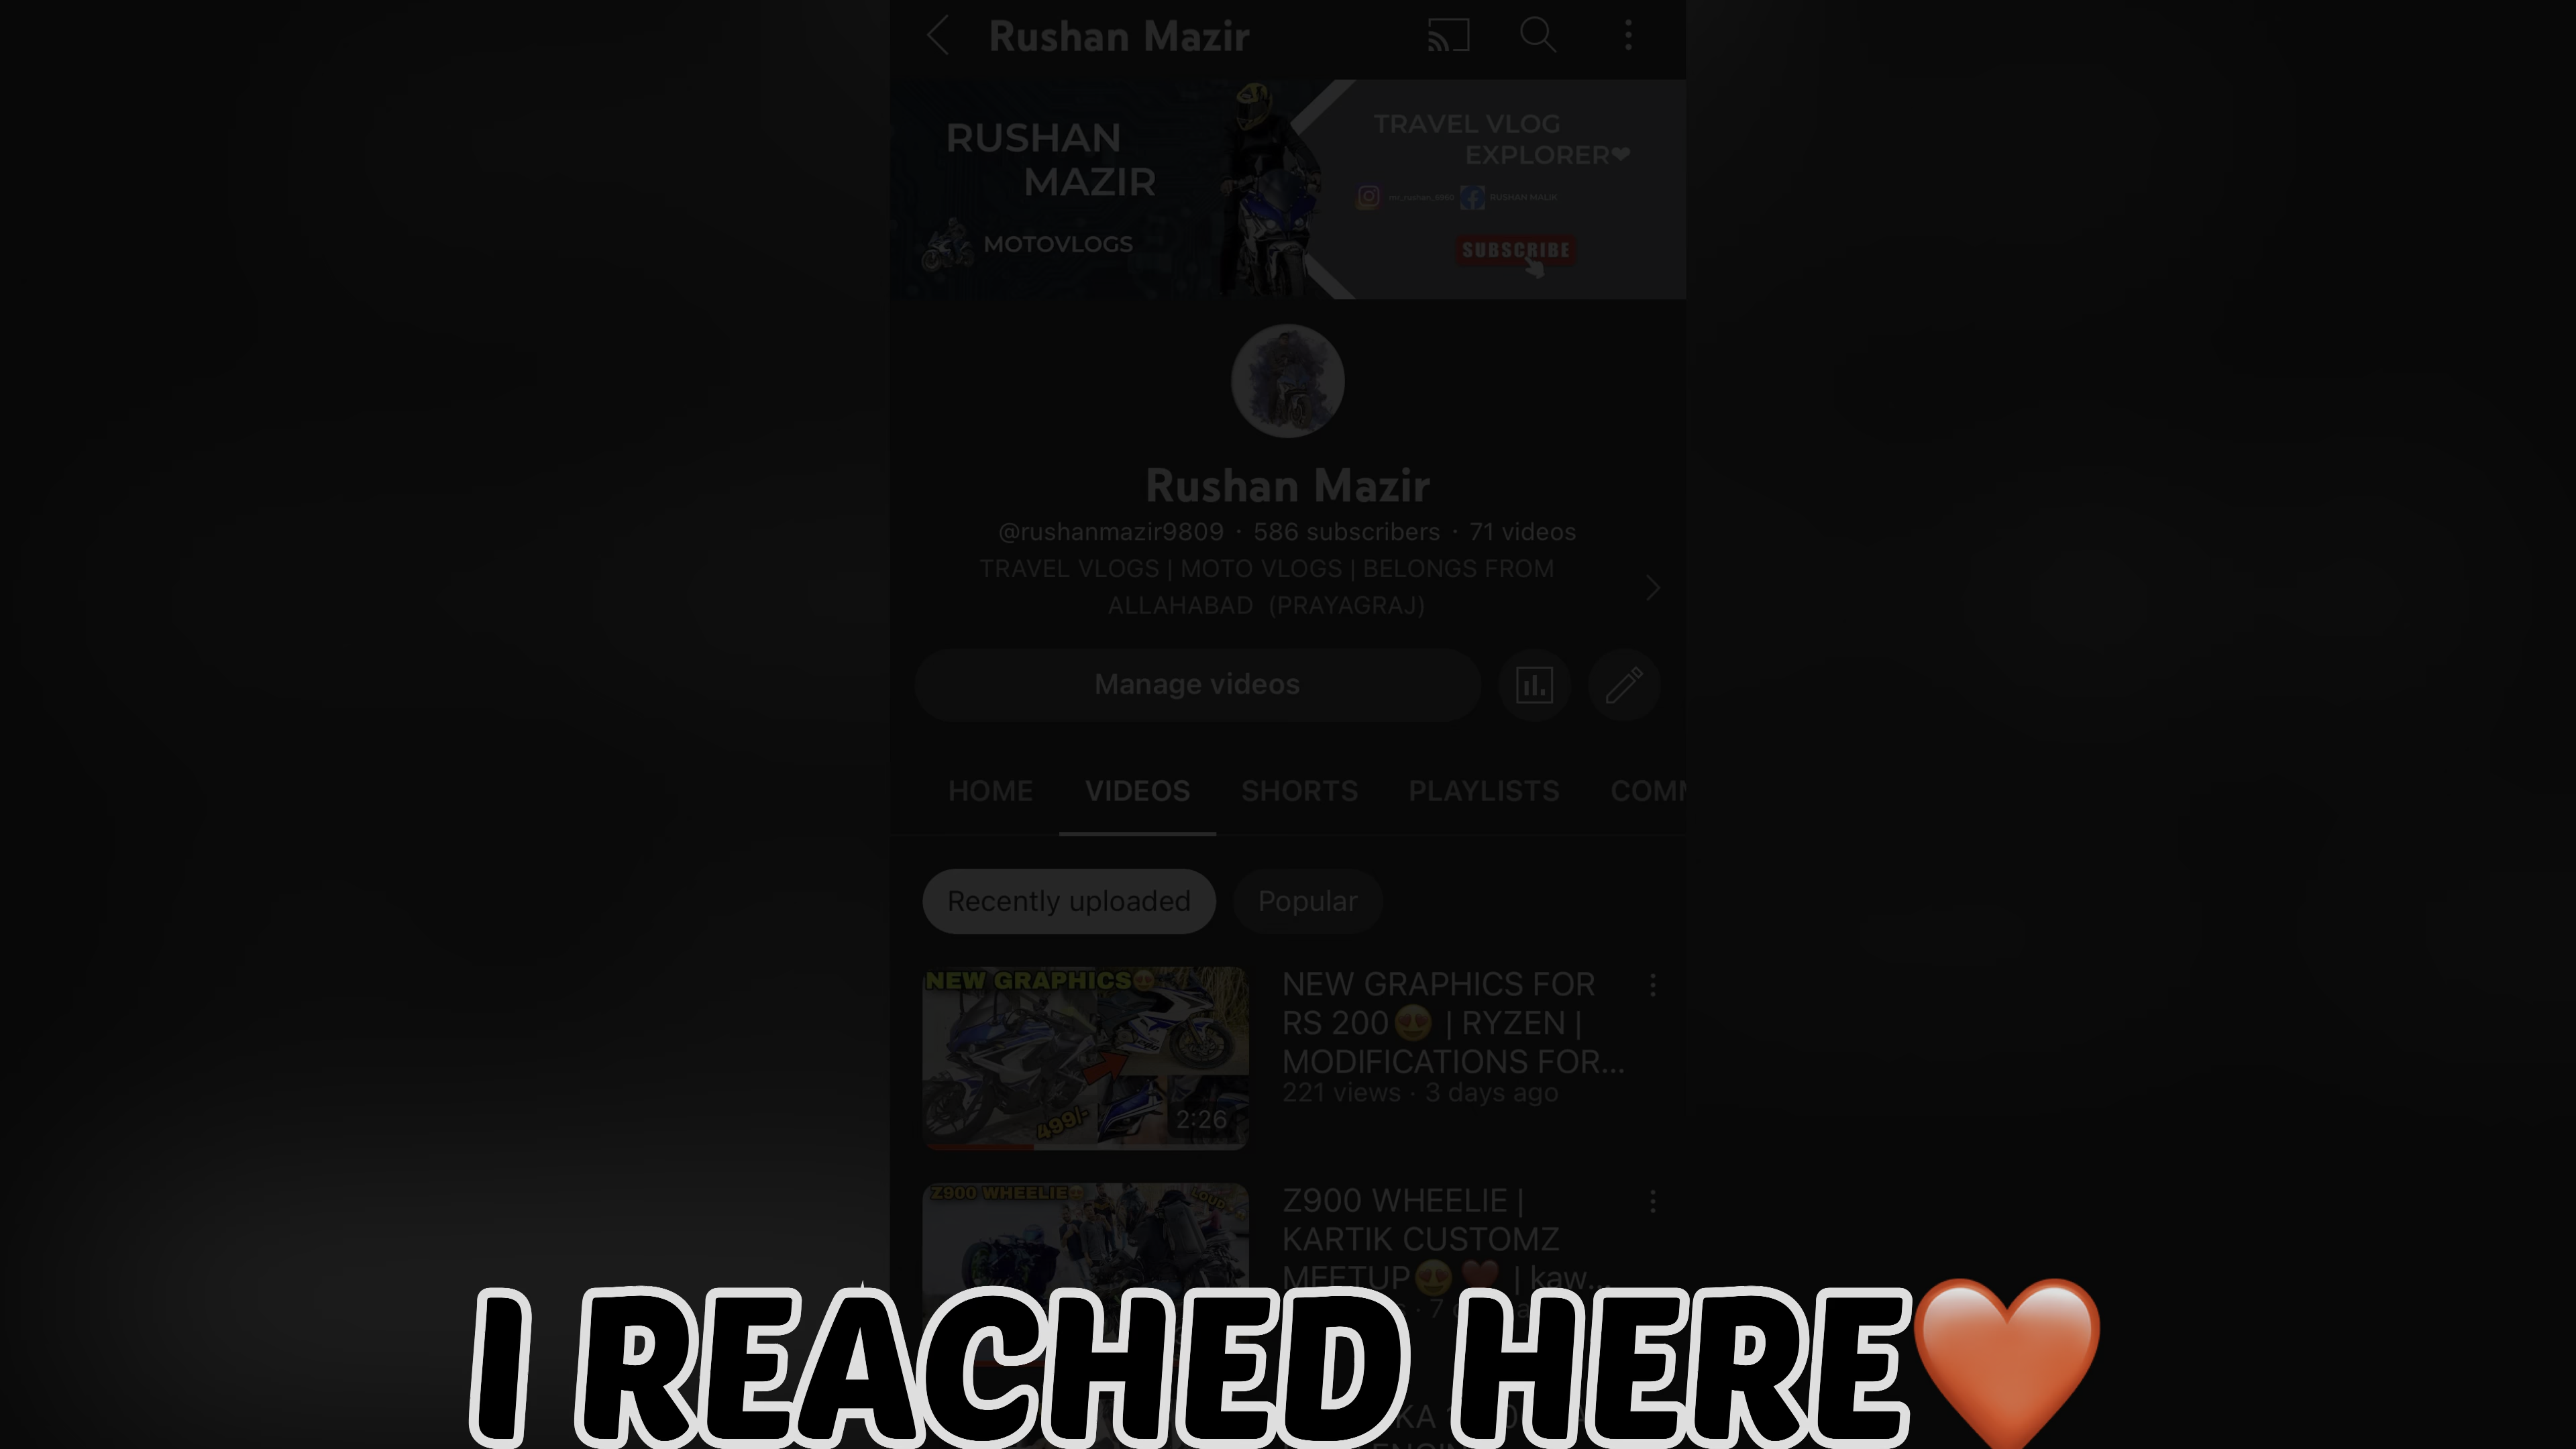 Rushan Mazir
RUSHAN
MAZIR
MOTOVLOGS
TRAVEL VLOG
EXPLORER❤
RUSHAN MALIK
SUBSCRIBE
Rushan Mazir
@rushanmazir9809 · 586 subscribers · 71 videos
TRAVEL VLOGS | MOTO VLOGS | BELONGS FROM
ALLAHABAD (PRAYAGRAJ)
Manage videos
HOME VIDEOS SHORTS PLAYLISTS COMM
Recently uploaded Popular
NEW GRAPHICS😍
499/-
2:26
NEW GRAPHICS FOR
RS 200😍 | RYZEN |
MODIFICATIONS FOR...
221 views · 3 days ago
Z900 WHEELIE😍
LOUD
Z900 WHEELIE |
KARTIK CUSTOMZ
MEETUP😍❤️ | kaw...
I REACHED HERE❤️